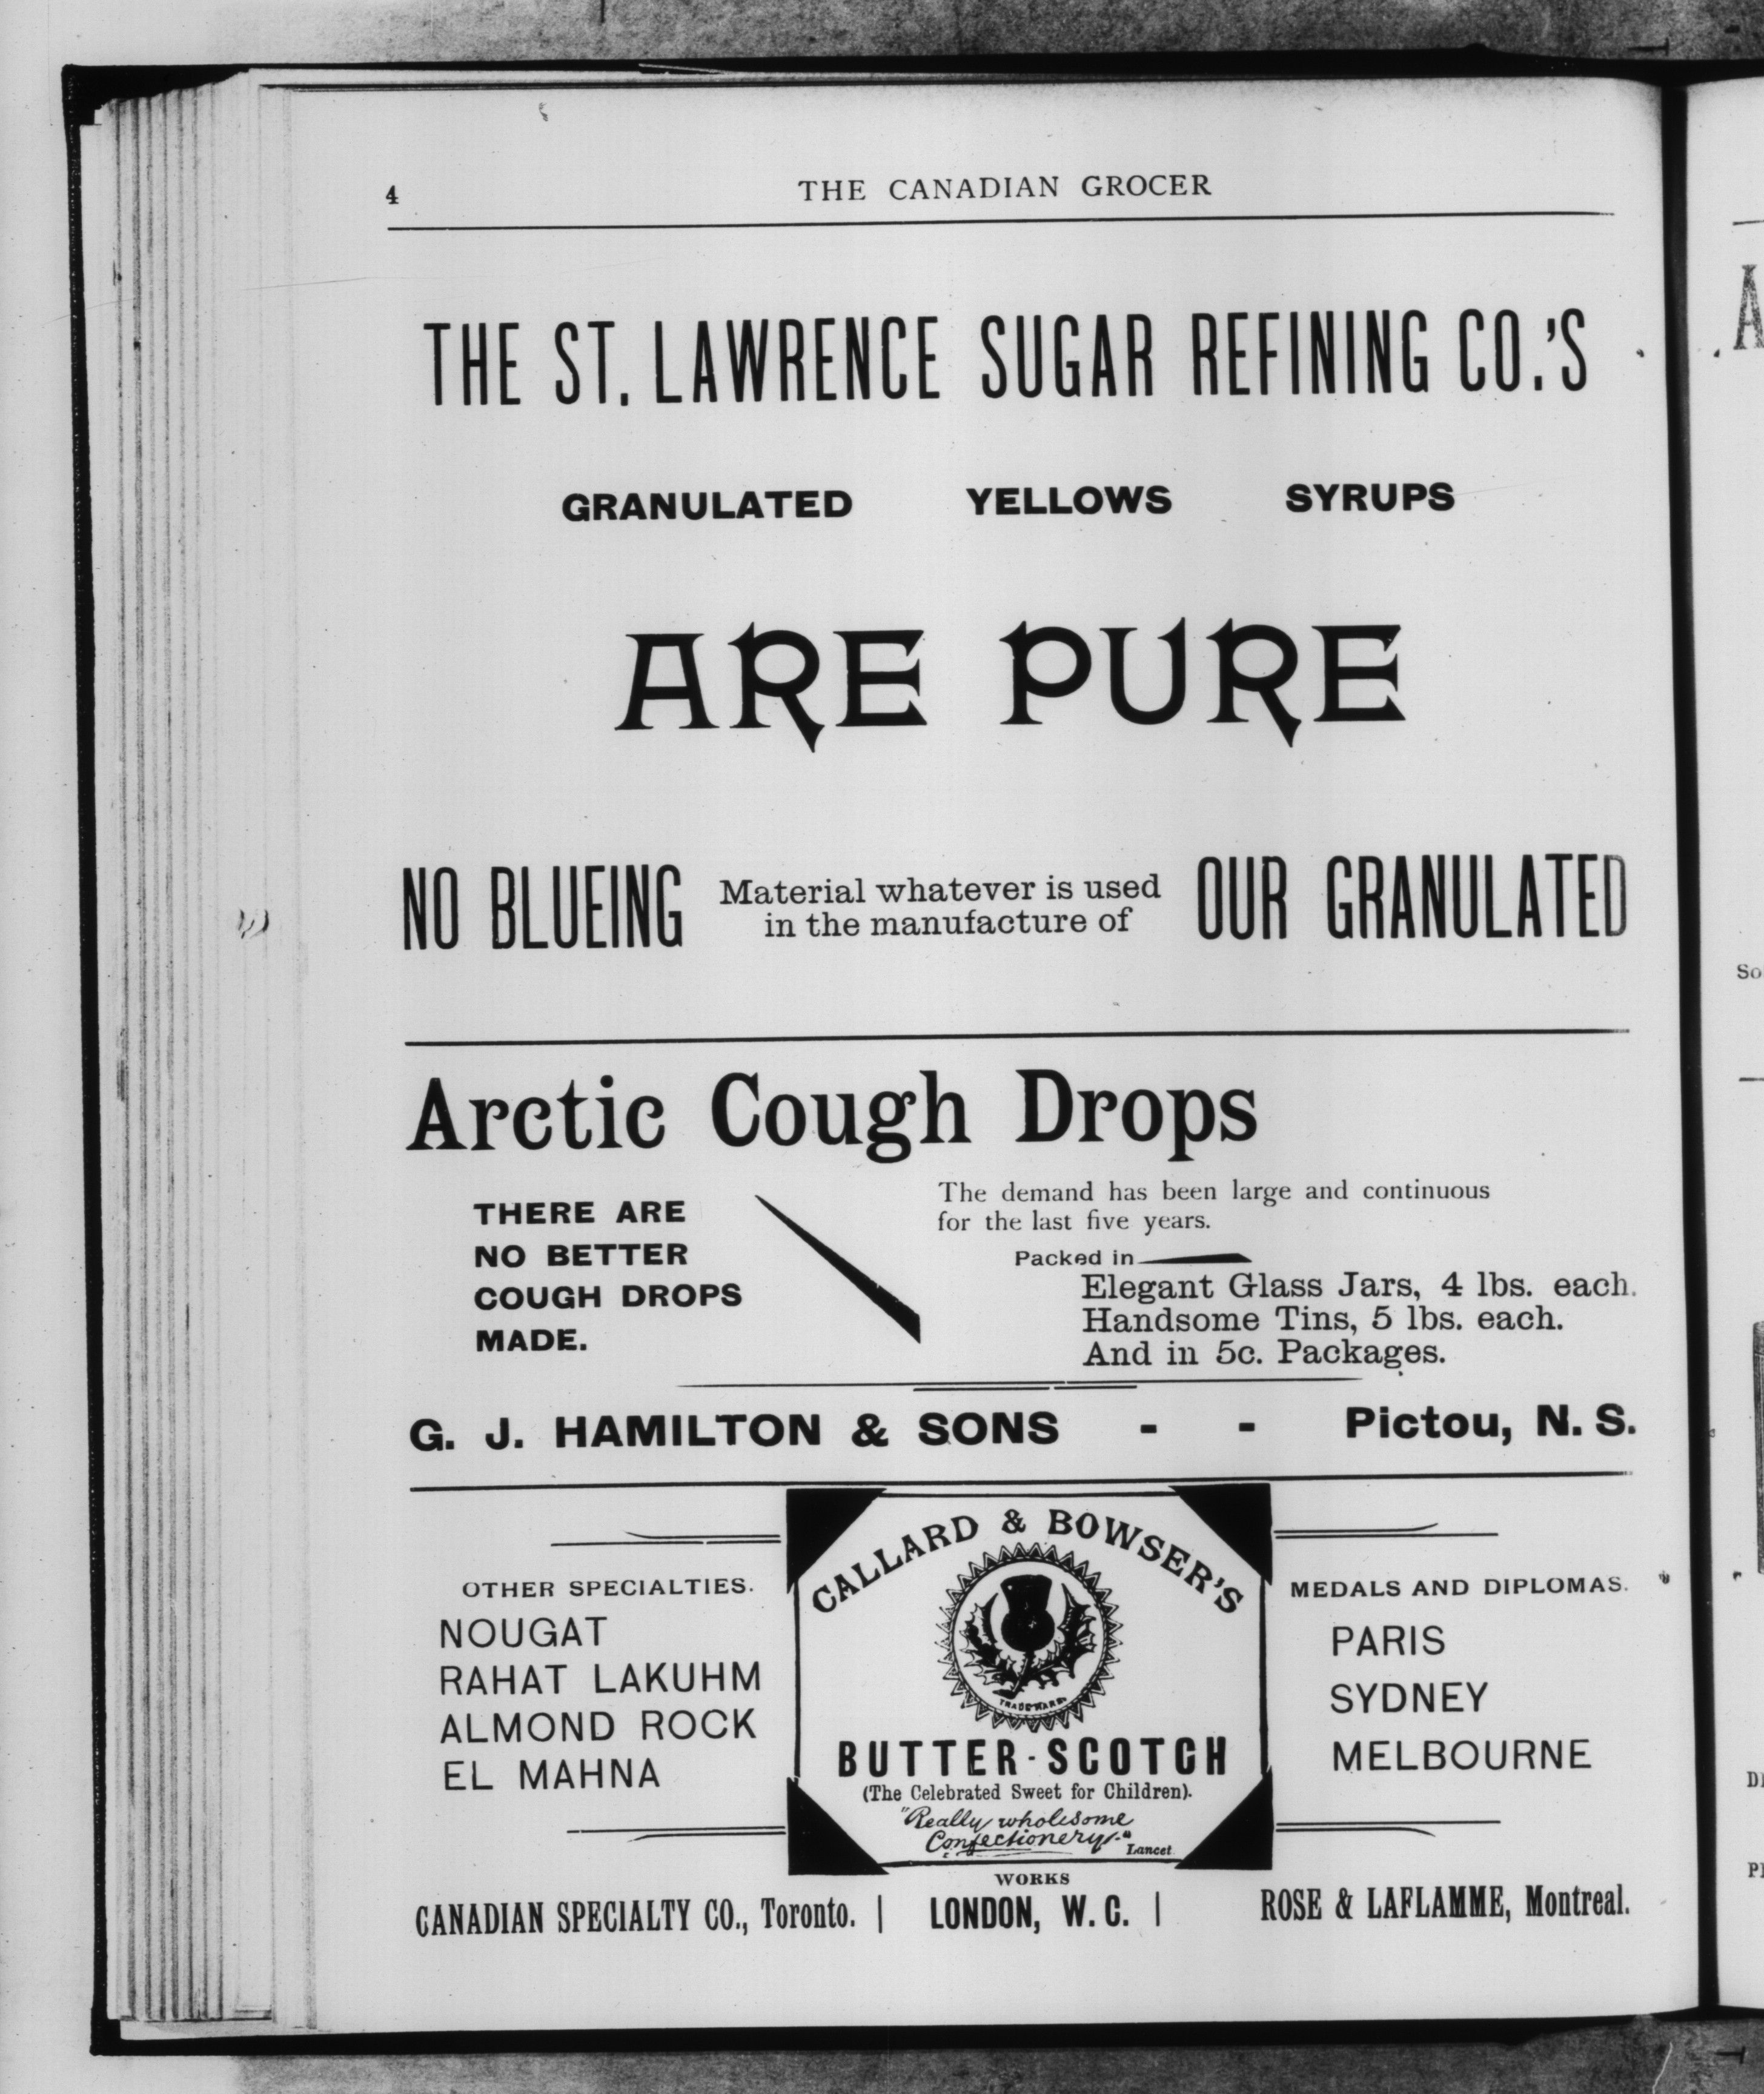 4
THE CANADIAN GROCER
THE ST. LAWRENCE SUGAR REFINING CO.'S
GRANULATED YELLOWS SYRUPS
ARE PURE
NO BLUEING Material whatever is used in the manufacture of OUR GRANULATED
Arctic Cough Drops
THERE ARE
NO BETTER
COUGH DROPS
MADE.
The demand has been large and continuous
for the last five years.
Packed in
Elegant Glass Jars, 4 lbs. each.
Handsome Tins, 5 lbs. each.
And in 5c. Packages.
G. J. HAMILTON & SONS - - Pictou, N. S.
OTHER SPECIALTIES.
NOUGAT
RAHAT LAKUHM
ALMOND ROCK
EL MAHNA
CALLARD & BOWSER'S
TRADE MARK
BUTTER-SCOTCH
(The Celebrated Sweet for Children).
"Really wholesome
Confectionery."
Lancet
MEDALS AND DIPLOMAS.
PARIS
SYDNEY
MELBOURNE
WORKS
CANADIAN SPECIALTY CO., Toronto. | LONDON, W. C. | ROSE & LAFLAMME, Montreal.
A
So